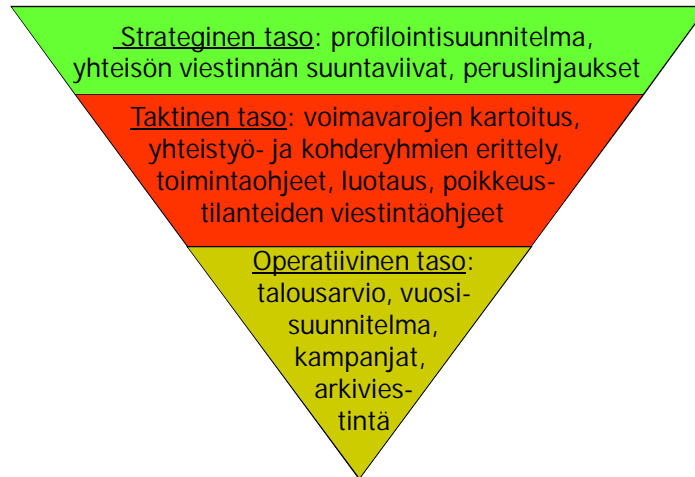 Strateginen taso: profilointisuunnitelma,
yhteisön viestinnän suuntaviivat, peruslinjaukset
Taktinen taso: voimavarojen kartoitus,
yhteistyö- ja kohderyhmien erittely,
toimintaohjeet, luotaus, poikkeus-
tilanteiden viestintäohjeet
Operatiivinen taso:
talousarvio, vuosi-
suunnitelma,
kampanjat,
arkivies-
tintä